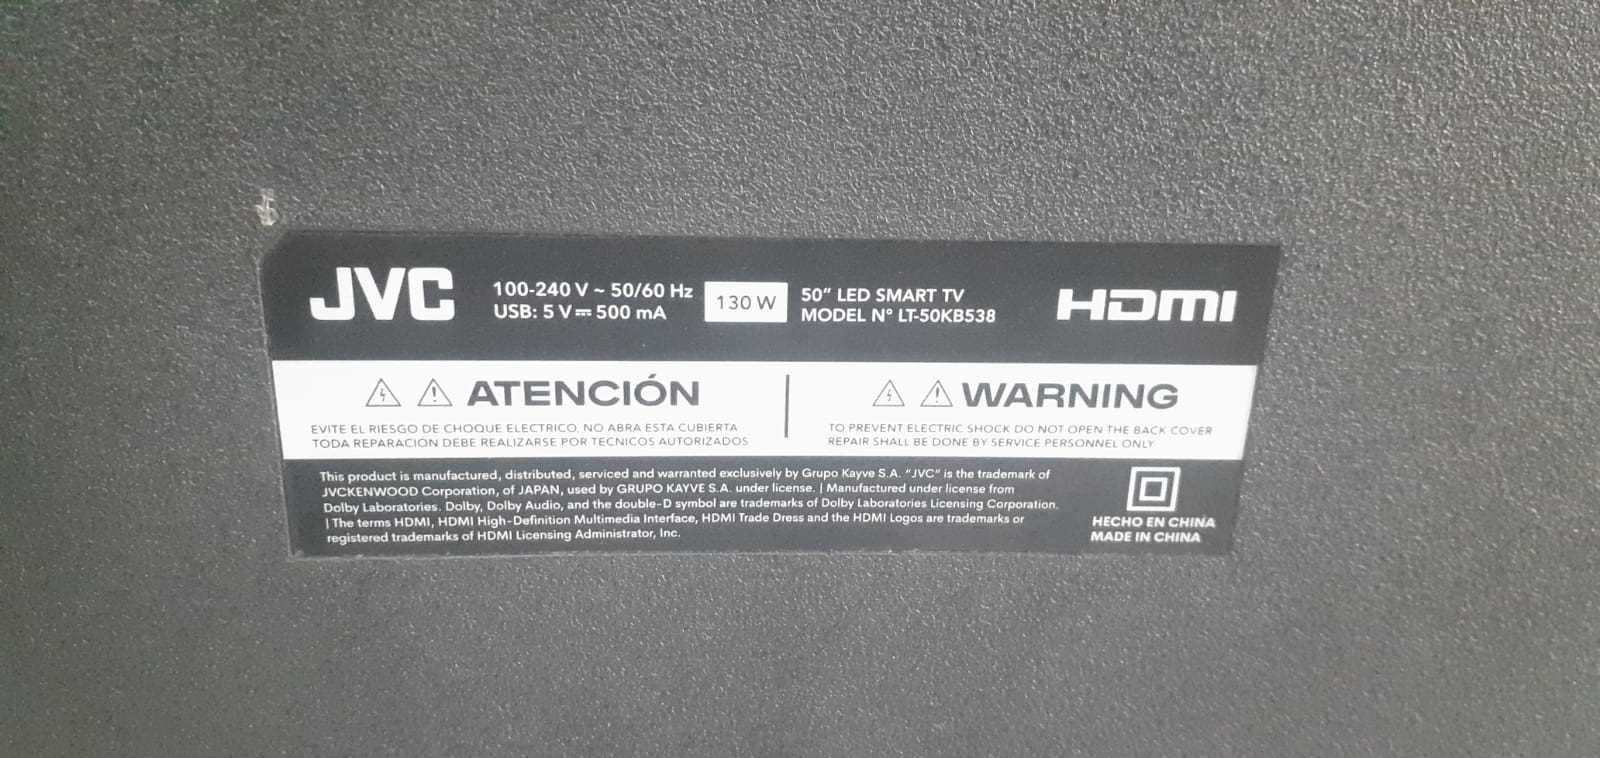 JVC
100-240 V ~ 50/60 Hz
USB: 5 V⎓ 500 mA
130 W
50” LED SMART TV
MODEL Nº LT-50KB538
HDMI
ATENCIÓN
EVITE EL RIESGO DE CHOQUE ELECTRICO, NO ABRA ESTA CUBIERTA
TODA REPARACION DEBE REALIZARSE POR TECNICOS AUTORIZADOS
WARNING
TO PREVENT ELECTRIC SHOCK DO NOT OPEN THE BACK COVER
REPAIR SHALL BE DONE BY SERVICE PERSONNEL ONLY
This product is manufactured, distributed, serviced and warranted exclusively by Grupo Kayve S.A. “JVC” is the trademark of
JVCKENWOOD Corporation, of JAPAN, used by GRUPO KAYVE S.A. under license. | Manufactured under license from
Dolby Laboratories. Dolby, Dolby Audio, and the double-D symbol are trademarks of Dolby Laboratories Licensing Corporation.
| The terms HDMI, HDMI High-Definition Multimedia Interface, HDMI Trade Dress and the HDMI Logos are trademarks or
registered trademarks of HDMI Licensing Administrator, Inc.
HECHO EN CHINA
MADE IN CHINA